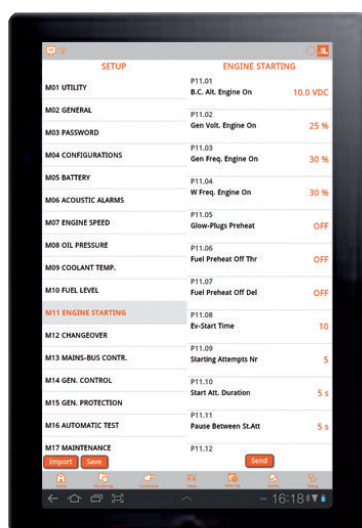 SETUP
ENGINE STARTING
M01 UTILITY
M02 GENERAL
M03 PASSWORD
M04 CONFIGURATIONS
M05 BATTERY
M06 ACOUSTIC ALARMS
M07 ENGINE SPEED
M08 OIL PRESSURE
M09 COOLANT TEMP.
M10 FUEL LEVEL
M11 ENGINE STARTING
M12 CHANGEOVER
M13 MAINS-BUS CONTR.
M14 GEN. CONTROL
M15 GEN. PROTECTION
M16 AUTOMATIC TEST
M17 MAINTENANCE
P11.01
B.C. Alt. Engine On 10.0 VDC
P11.02
Gen Volt. Engine On 25 %
P11.03
Gen Freq. Engine On 30 %
P11.04
W Freq. Engine On 30 %
P11.05
Glow-Plugs Preheat OFF
P11.06
Fuel Preheat Off Thr OFF
P11.07
Fuel Preheat Off Del OFF
P11.08
Ev-Start Time 10
P11.09
Starting Attempts Nr 5
P11.10
Start Att. Duration 5 s
P11.11
Pause Between St.Att 5 s
P11.12
Import Save Send
16:18